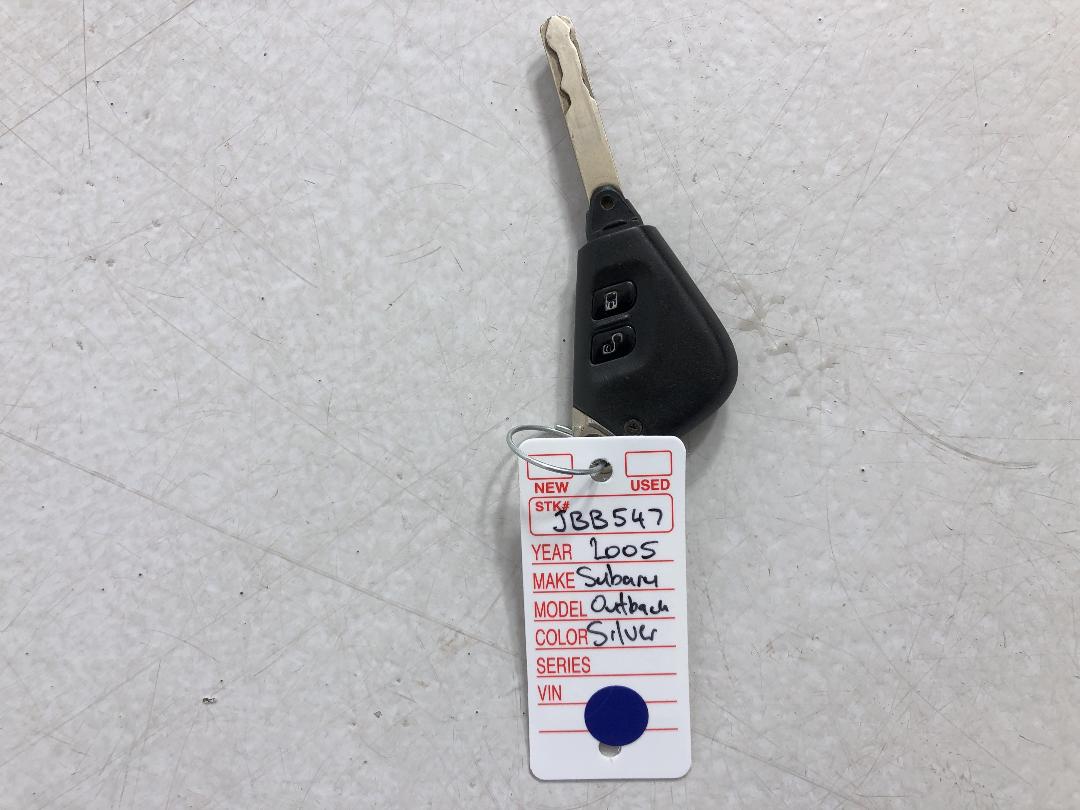 NEW USED
STK# JBB547
YEAR 2005
MAKE Subaru
MODEL Outback
COLOR Silver
SERIES
VIN